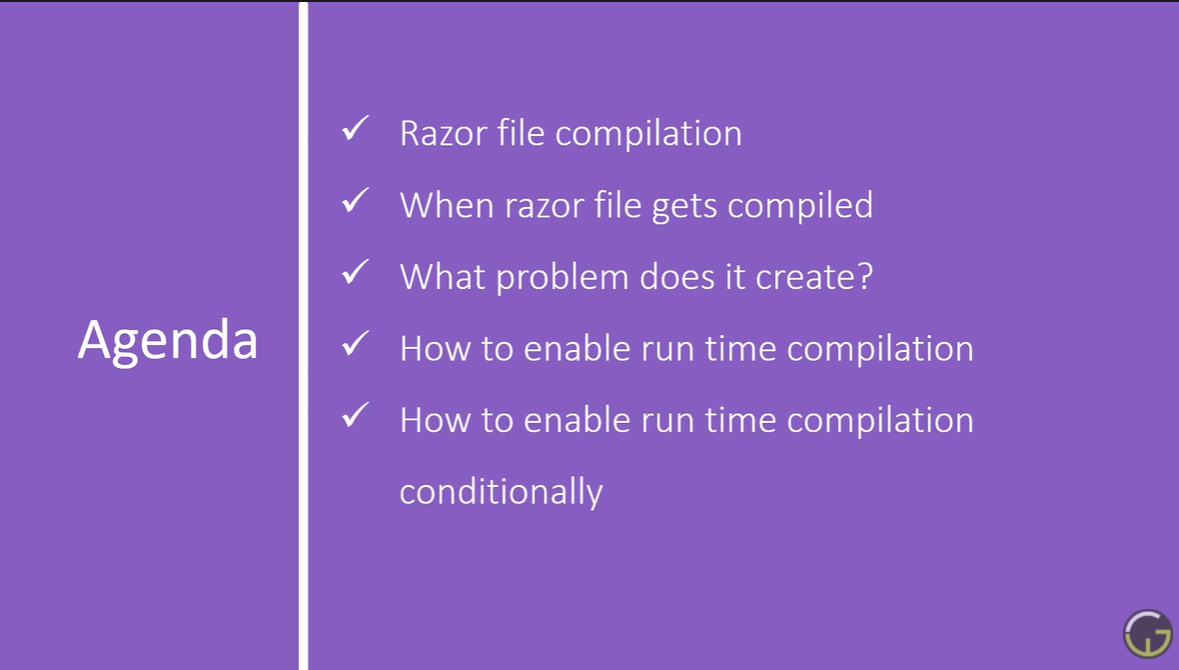 Agenda
✓ Razor file compilation
✓ When razor file gets compiled
✓ What problem does it create?
✓ How to enable run time compilation
✓ How to enable run time compilation
conditionally